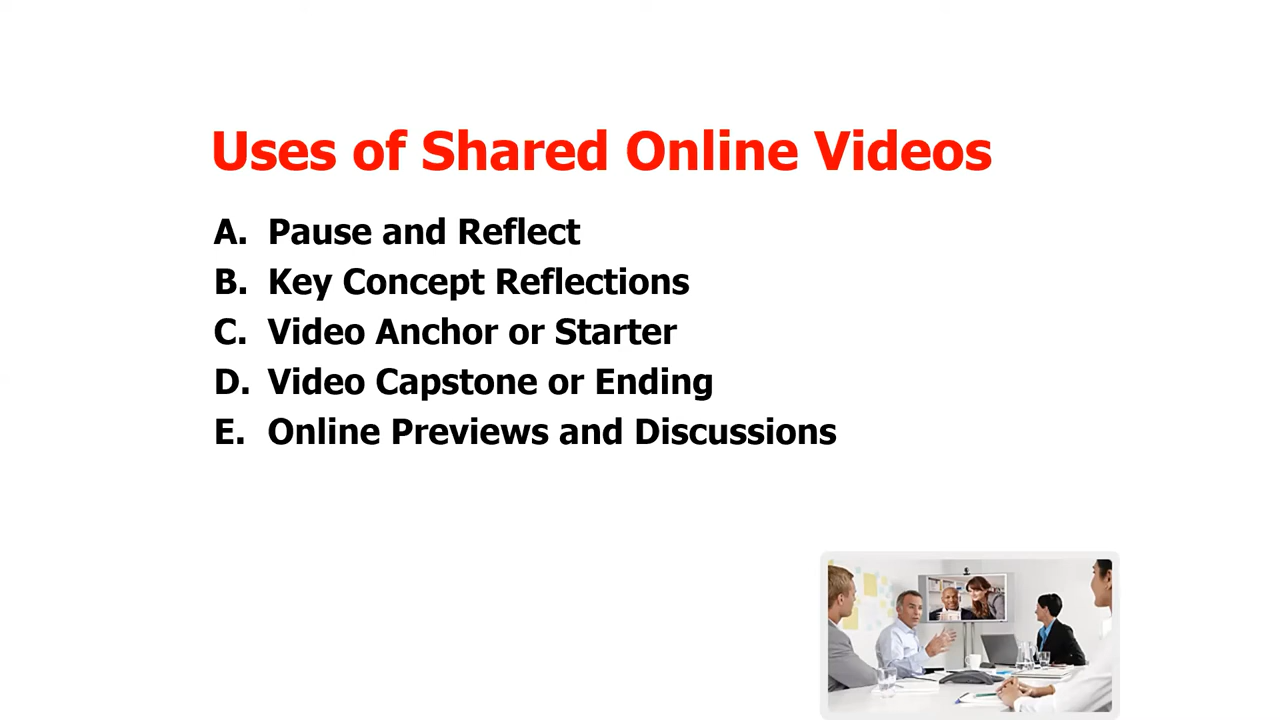 Uses of Shared Online Videos
A. Pause and Reflect
B. Key Concept Reflections
C. Video Anchor or Starter
D. Video Capstone or Ending
E. Online Previews and Discussions